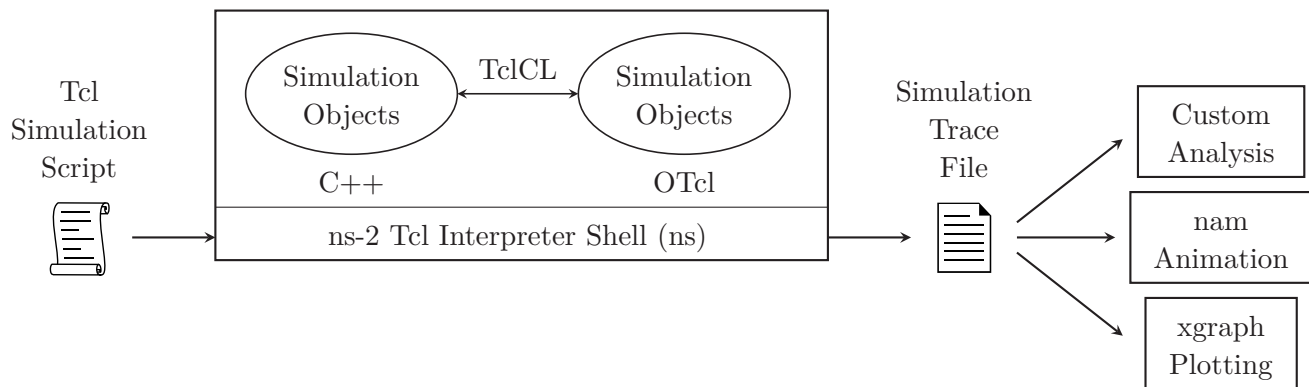 Tcl
Simulation
Script
Simulation
Objects
C++
TclCL
Simulation
Objects
OTcl
ns-2 Tcl Interpreter Shell (ns)
Simulation
Trace
File
Custom
Analysis
nam
Animation
xgraph
Plotting